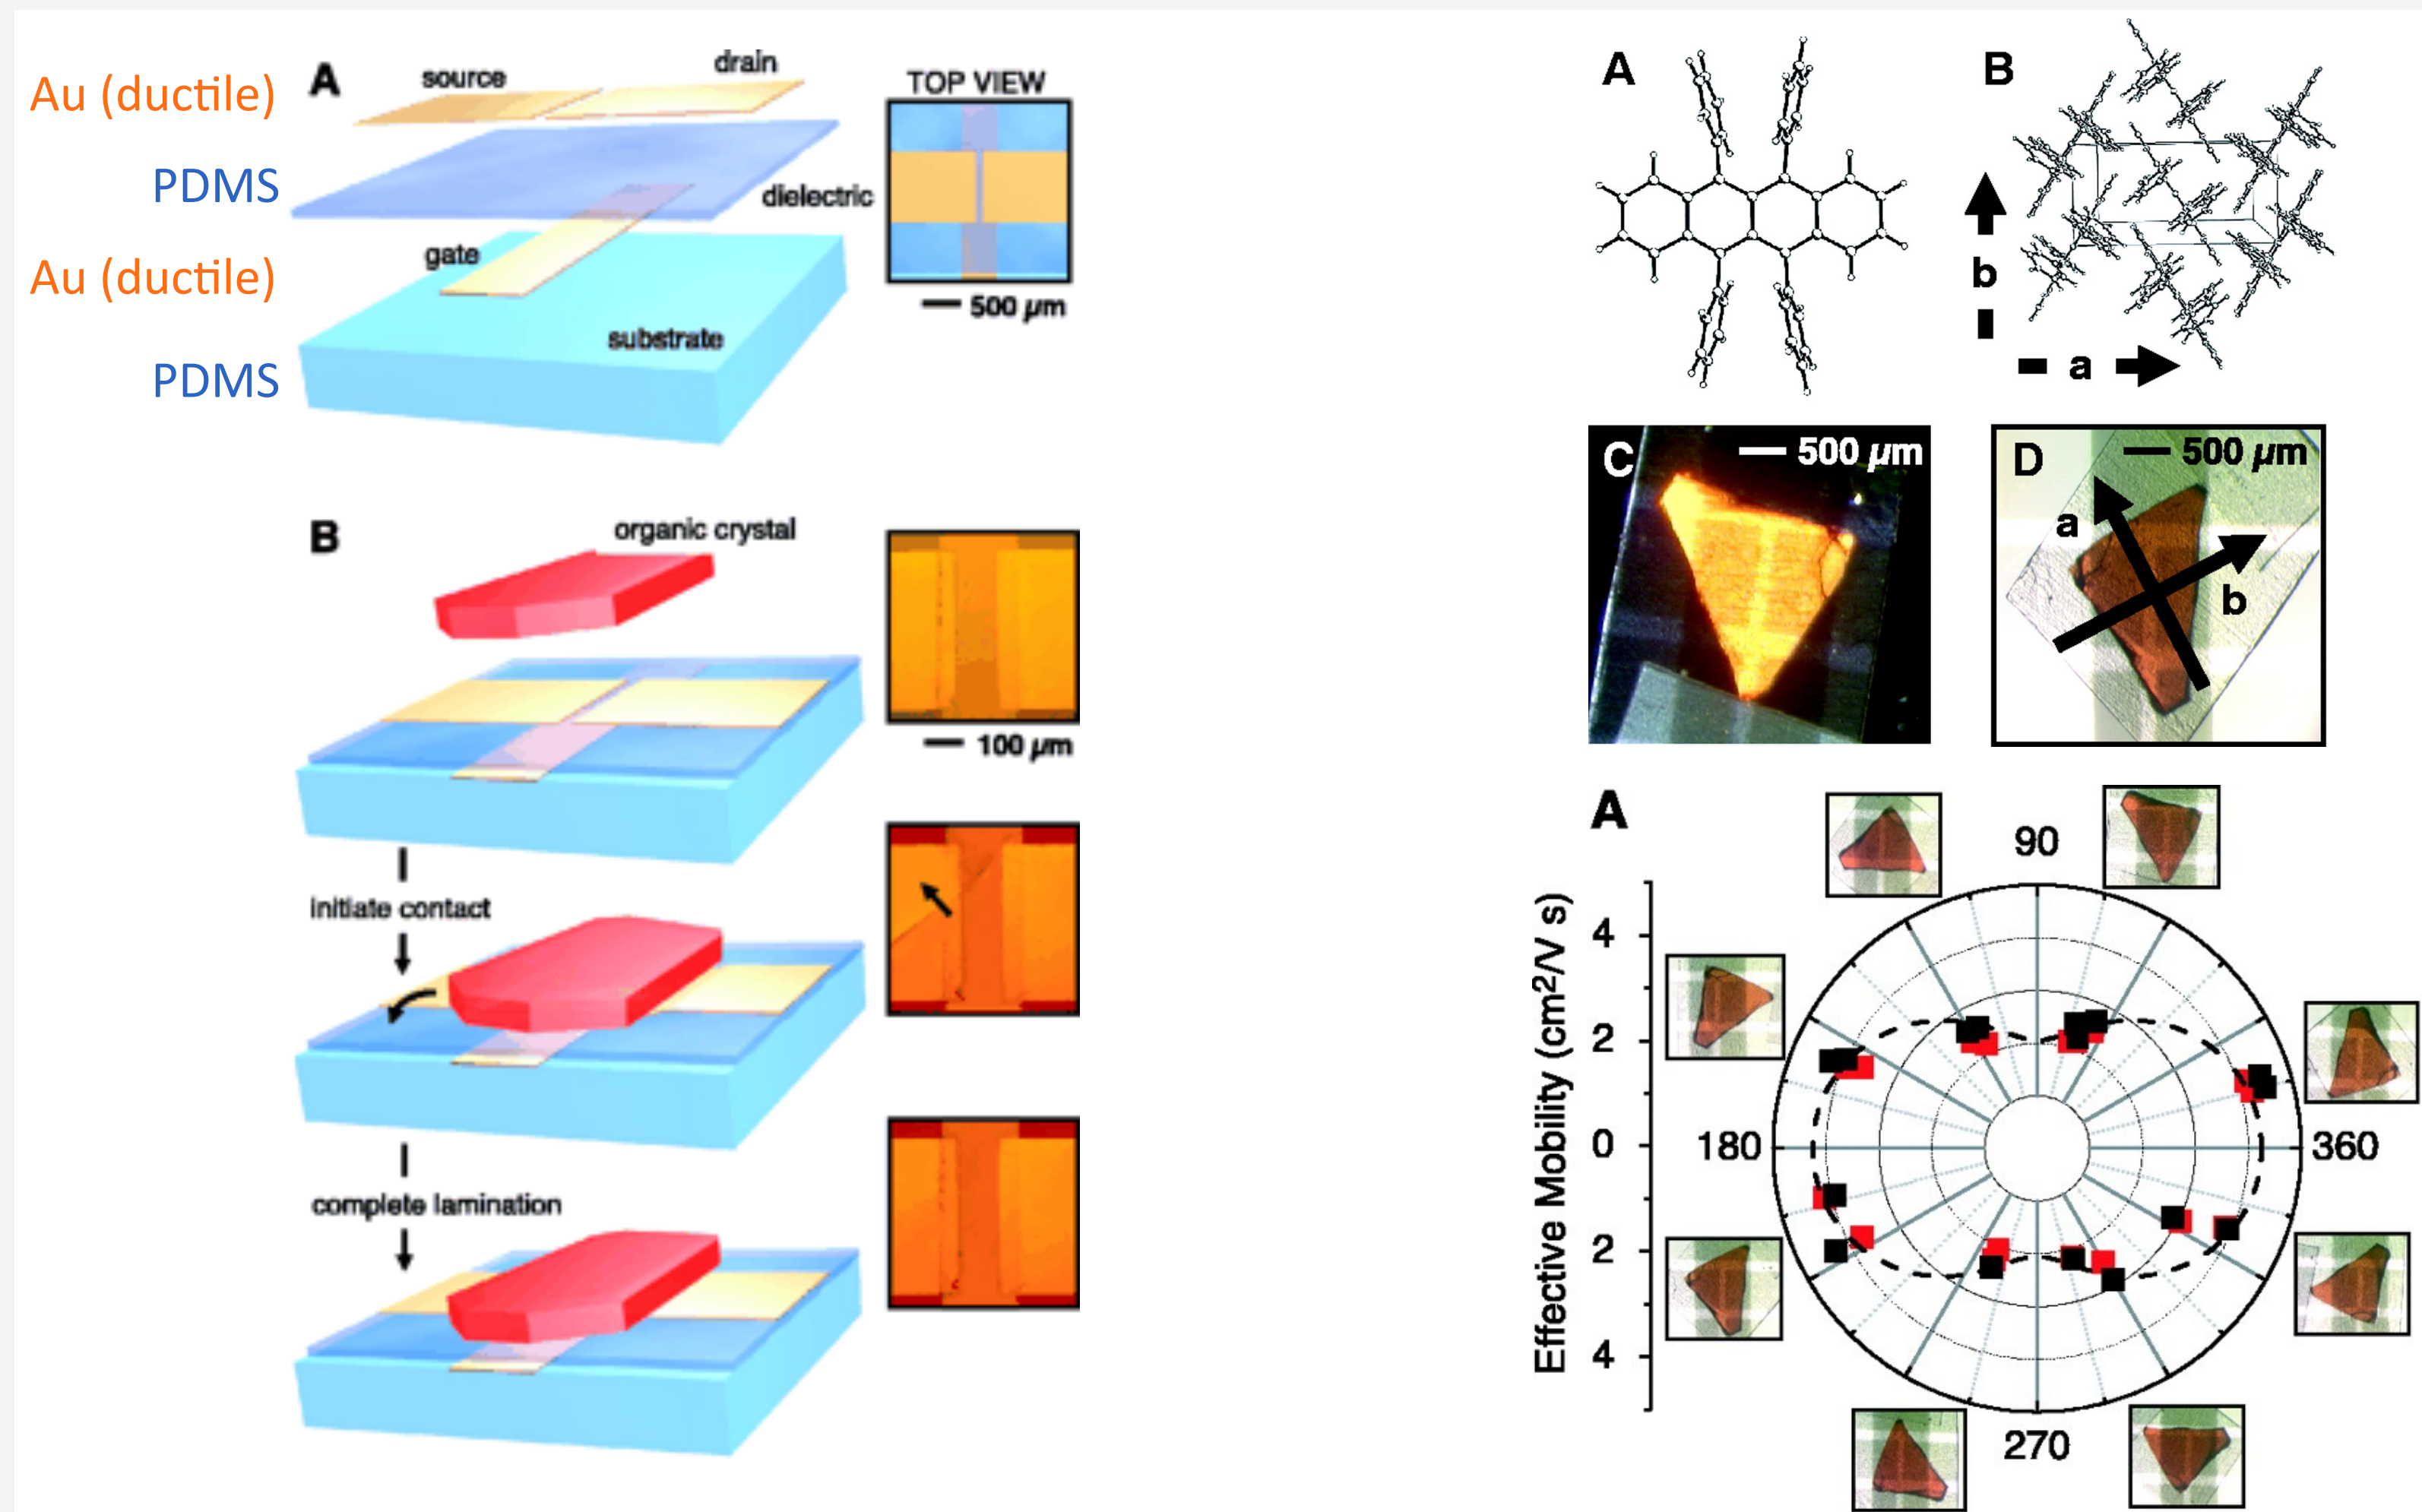 Au (ductile)
PDMS
Au (ductile)
PDMS
A
source
drain
dielectric
gate
substrate
TOP VIEW
500 µm
B
organic crystal
100 µm
initiate contact
complete lamination
A
B
b
a
C
500 µm
D
500 µm
a
b
A
Effective Mobility (cm2/V s)
4
2
0
2
4
90
180
360
270